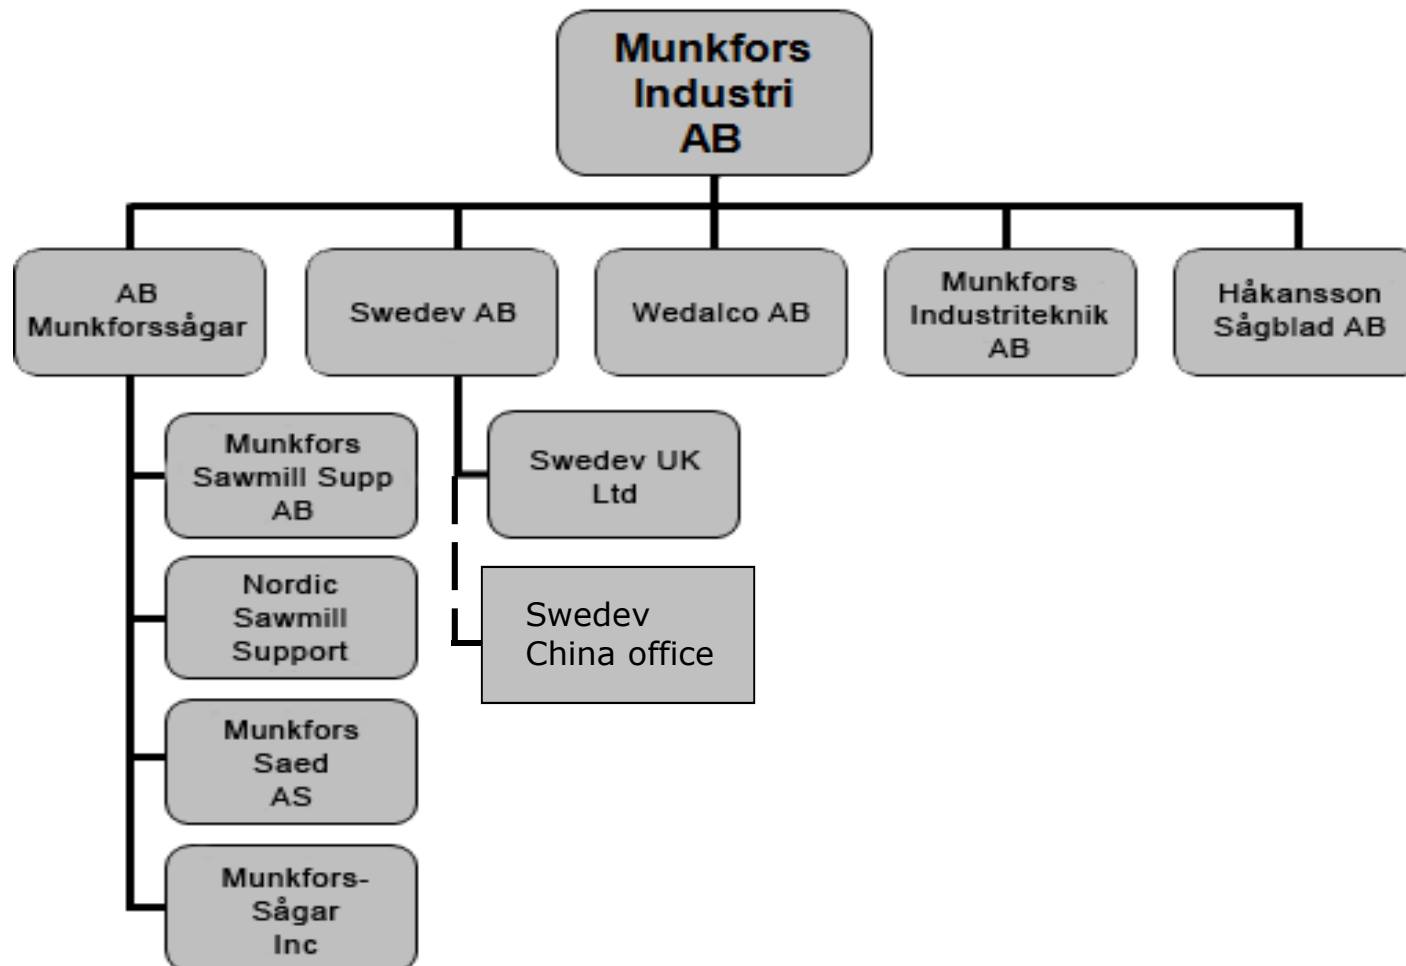 Munkfors
Industri
AB
AB
Munkforssågar
Swedev AB
Wedalco AB
Munkfors
Industriteknik
AB
Håkansson
Sågblad AB
Munkfors
Sawmill Supp
AB
Nordic
Sawmill
Support
Munkfors
Saed
AS
Munkfors-
Sågar
Inc
Swedev UK
Ltd
Swedev
China office